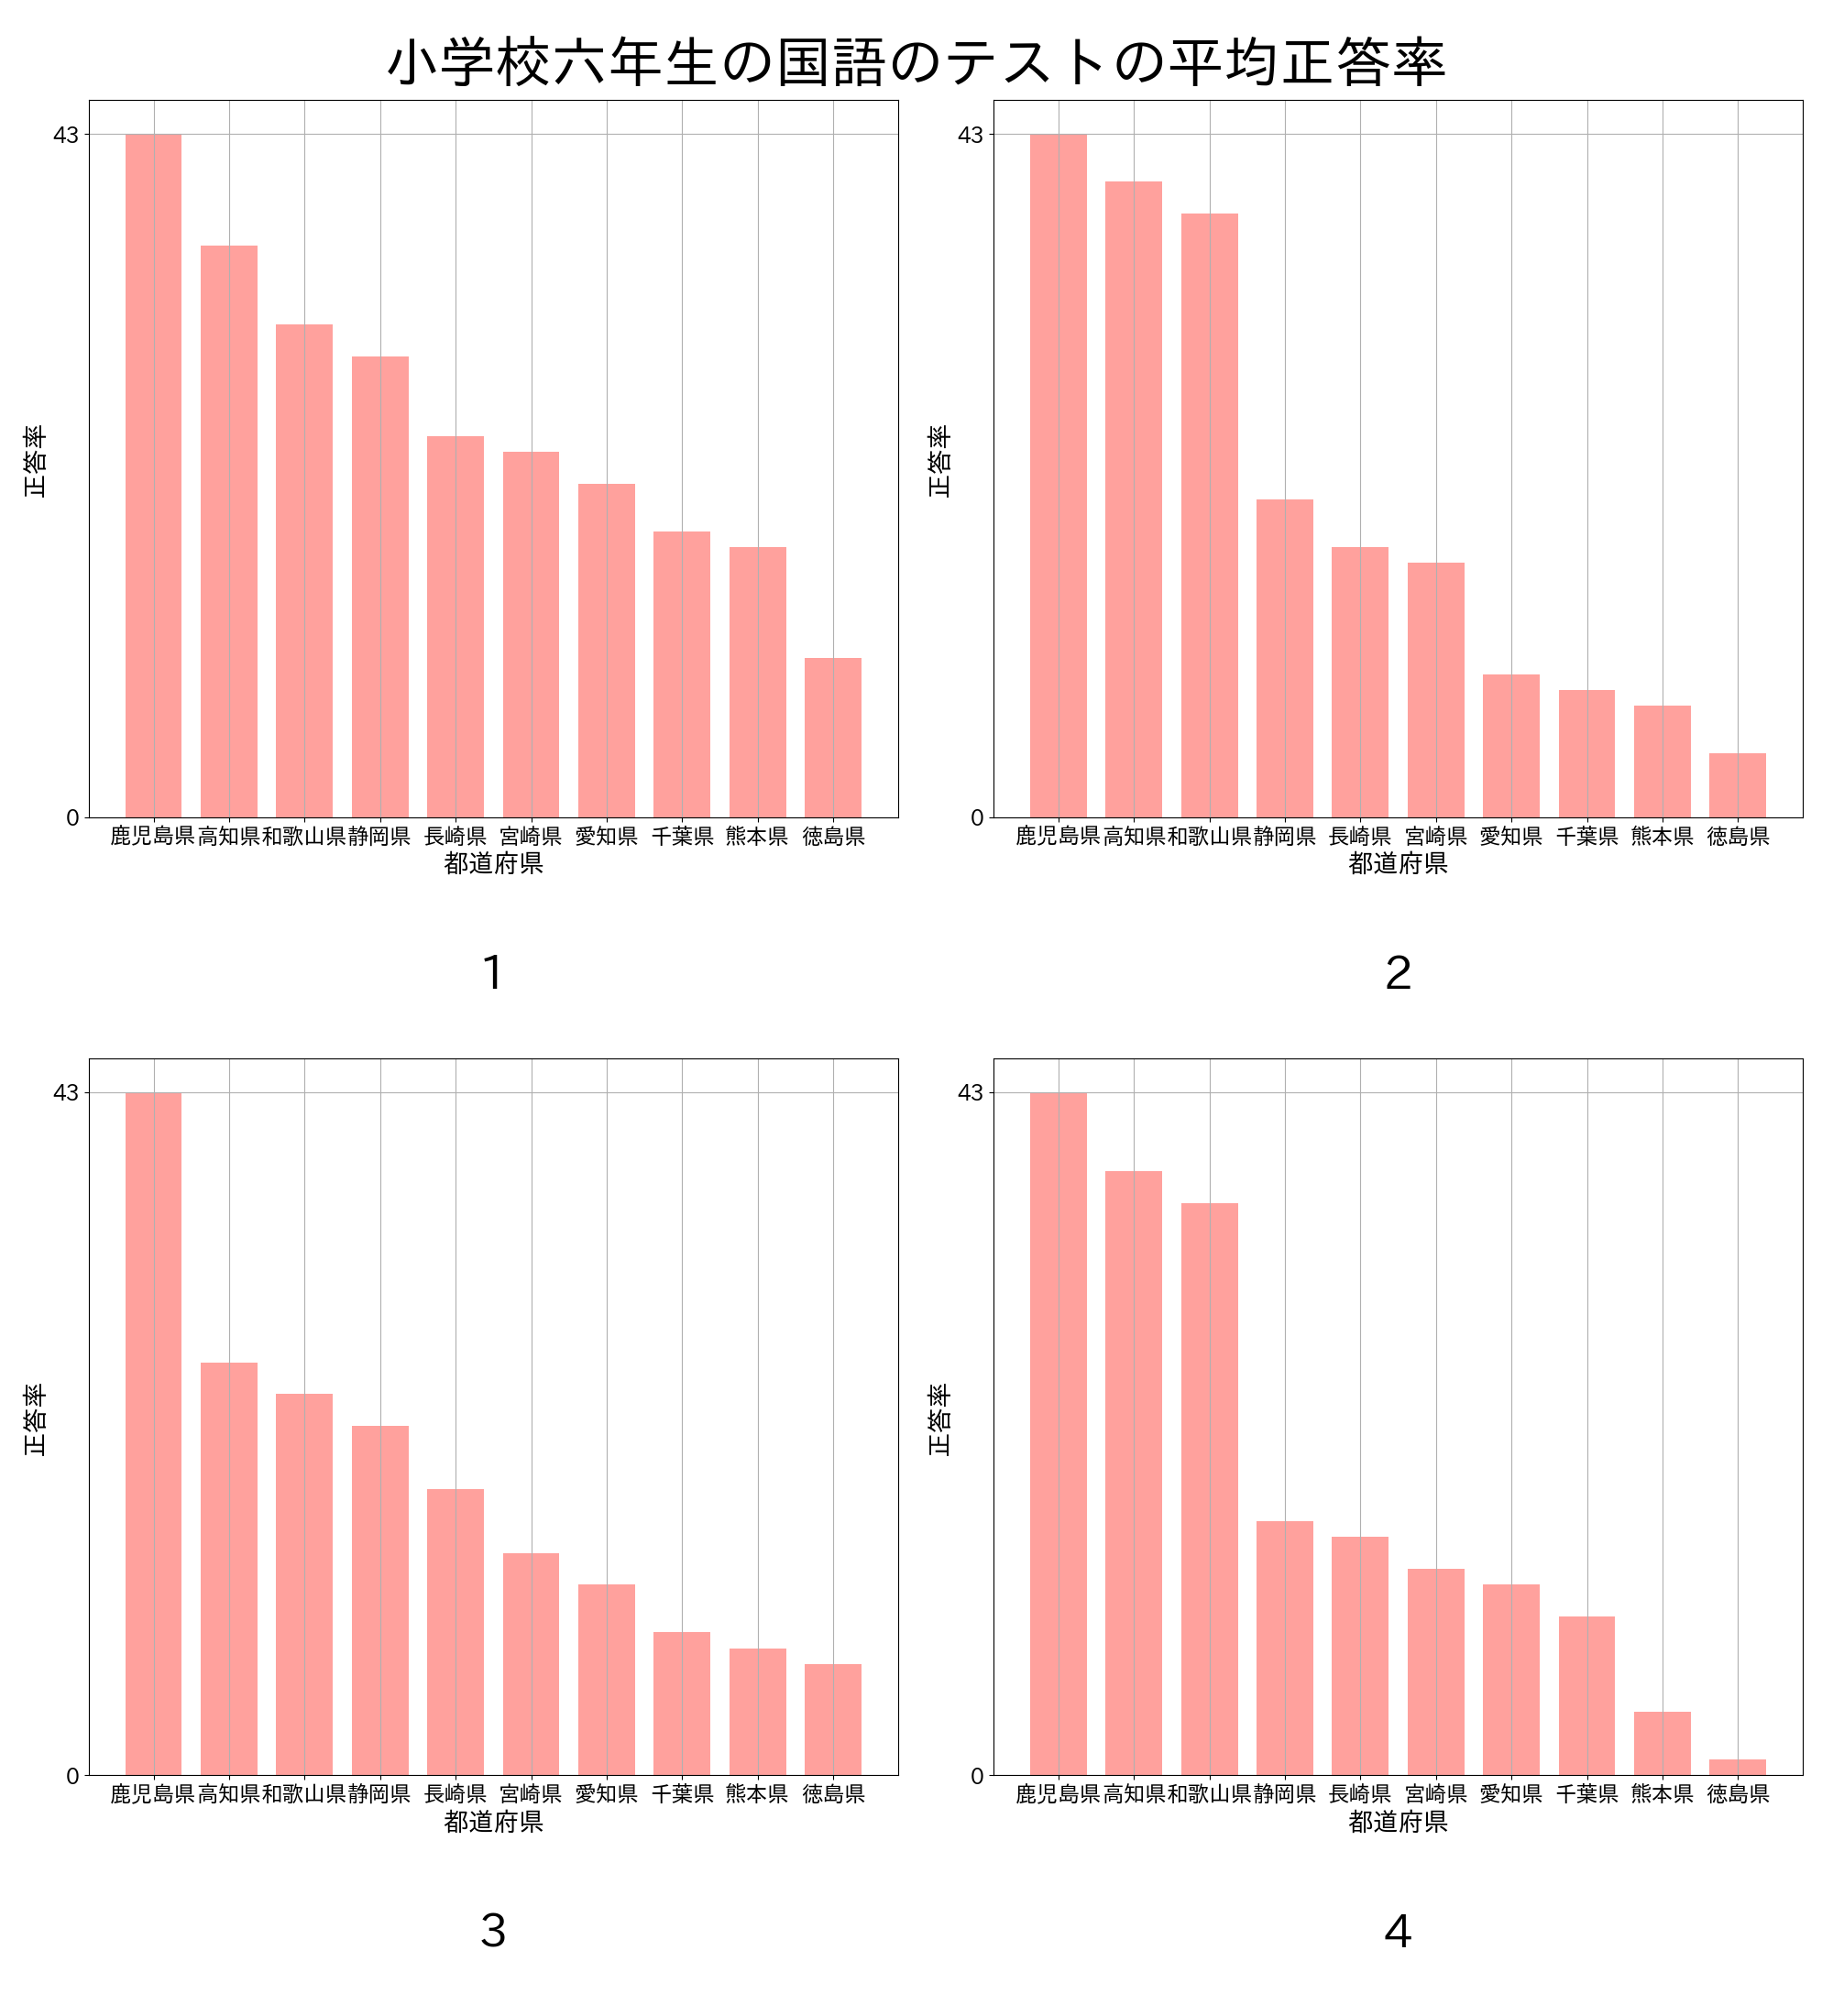 小学校六年生の国語のテストの平均正答率
43
0
正答率
鹿児島県 高知県 和歌山県 静岡県 長崎県 宮崎県 愛知県 千葉県 熊本県 徳島県
都道府県
1
43
0
正答率
鹿児島県 高知県 和歌山県 静岡県 長崎県 宮崎県 愛知県 千葉県 熊本県 徳島県
都道府県
2
43
0
正答率
鹿児島県 高知県 和歌山県 静岡県 長崎県 宮崎県 愛知県 千葉県 熊本県 徳島県
都道府県
3
43
0
正答率
鹿児島県 高知県 和歌山県 静岡県 長崎県 宮崎県 愛知県 千葉県 熊本県 徳島県
都道府県
4